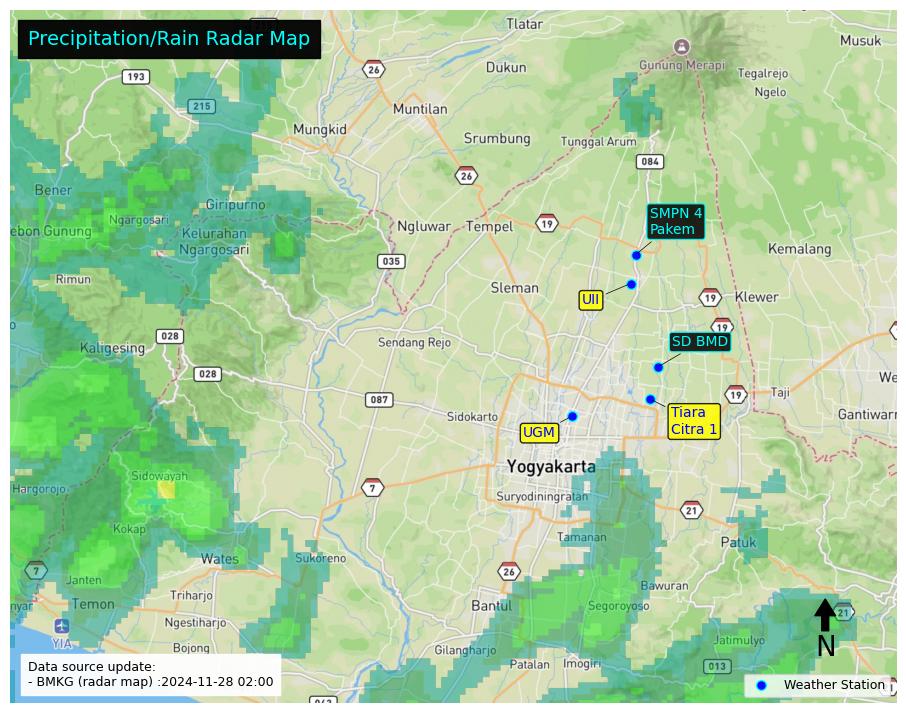 Precipitation/Rain Radar Map
Tlatar
Musuk
26
Gunung Merapi
193
Dukun
Tegalrejo
Ngelo
215
Muntilan
Mungkid
Srumbung
Tunggal Arum
084
26
Bener
Giripurno
SMPN 4
Pakem
Ngargosari
Ngluwar
Tempel
19
ebon Gunung
Kelurahan
Ngargosari
Kemalang
035
Rimun
Sleman
UII
19
Klewer
19
028
Kaligesing
Sendang Rejo
SD BMD
028
We
087
19
Taji
Sidokarto
Tiara
Citra 1
Gantiwarn
UGM
Yogyakarta
Sidowayah
Hargorojo
7
Suryodiningratan
21
Kokap
Tamanan
Patuk
Wates
Sukoreno
7
Janten
26
Bawuran
Temon
Triharjo
Bantul
Segoroyoso
nyar
21
Ngestiharjo
YIA
Jatimulyo
N
Bojong
Gilangharjo
Patalan
Imogiri
013
Data source update:
- BMKG (radar map) :2024-11-28 02:00
Weather Station